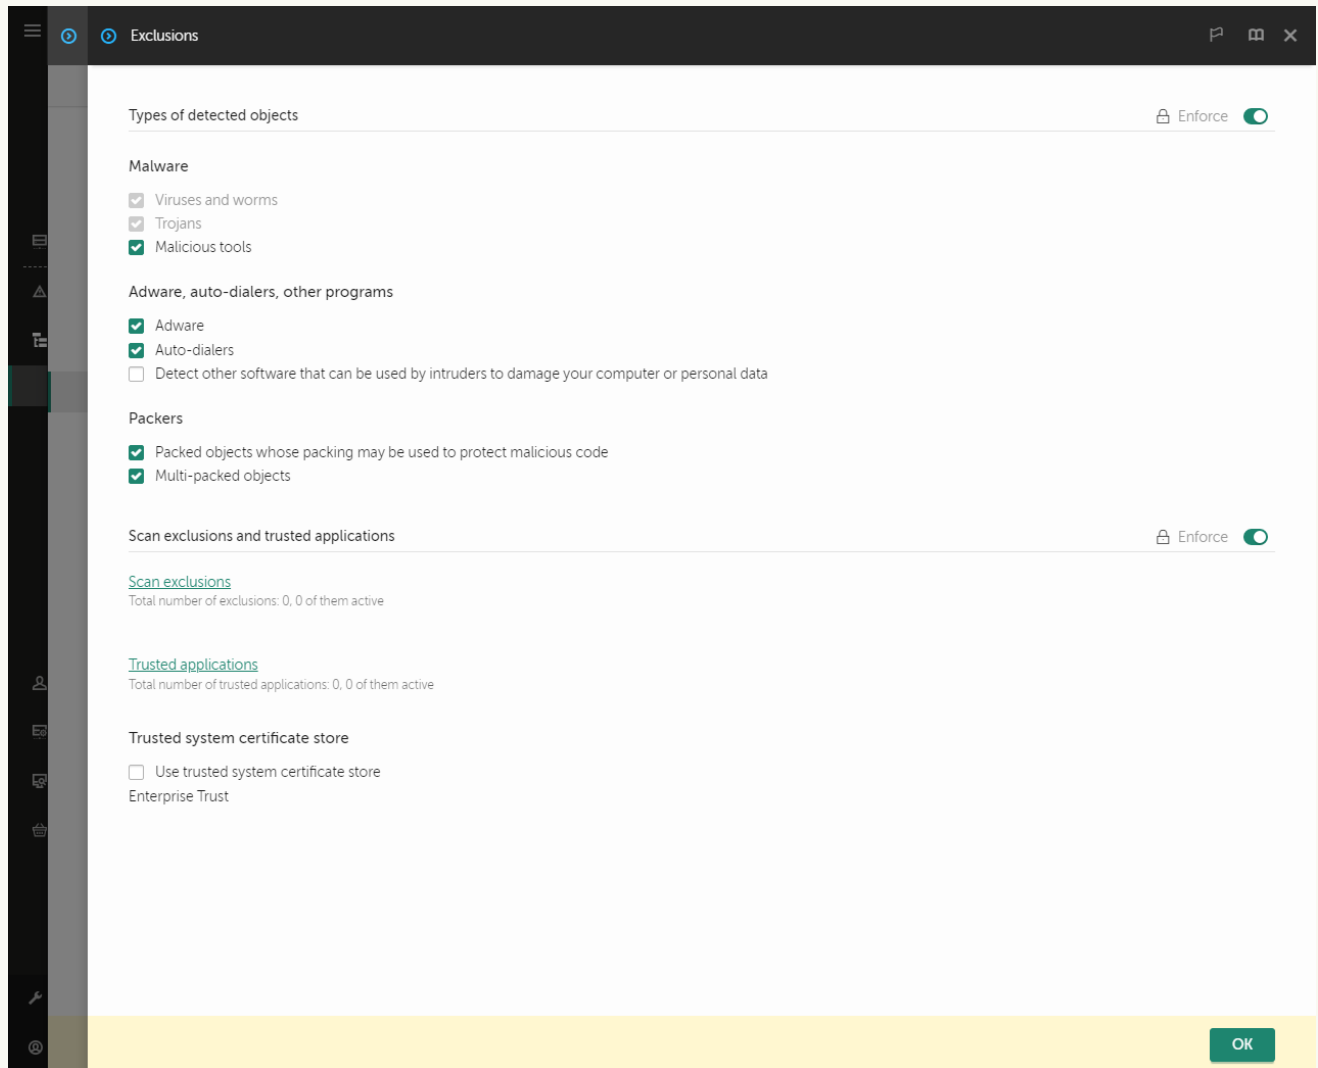 Exclusions
Types of detected objects
Enforce
Malware
Viruses and worms
Trojans
Malicious tools
Adware, auto-dialers, other programs
Adware
Auto-dialers
Detect other software that can be used by intruders to damage your computer or personal data
Packers
Packed objects whose packing may be used to protect malicious code
Multi-packed objects
Scan exclusions and trusted applications
Enforce
Scan exclusions
Total number of exclusions: 0, 0 of them active
Trusted applications
Total number of trusted applications: 0, 0 of them active
Trusted system certificate store
Use trusted system certificate store
Enterprise Trust
OK